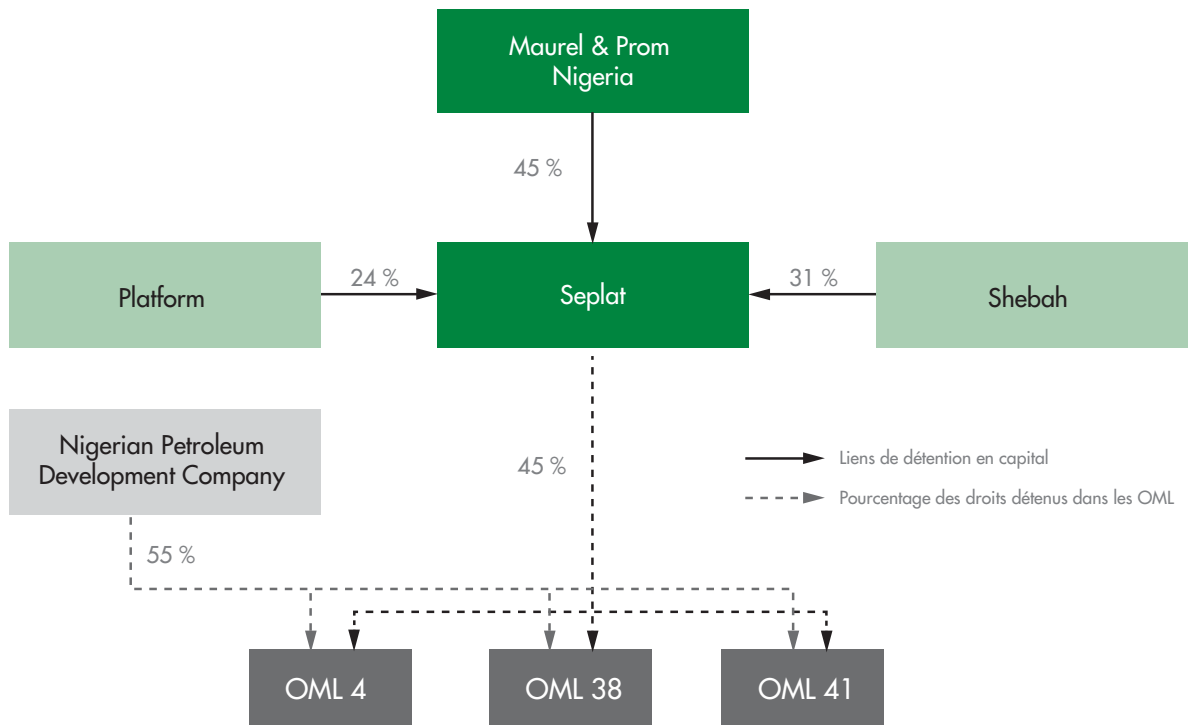 Maurel & Prom
Nigeria
45 %
Platform
24 %
Seplat
31 %
Shebah
Nigerian Petroleum
Development Company
45 %
Liens de détention en capital
Pourcentage des droits détenus dans les OML
55 %
OML 4
OML 38
OML 41